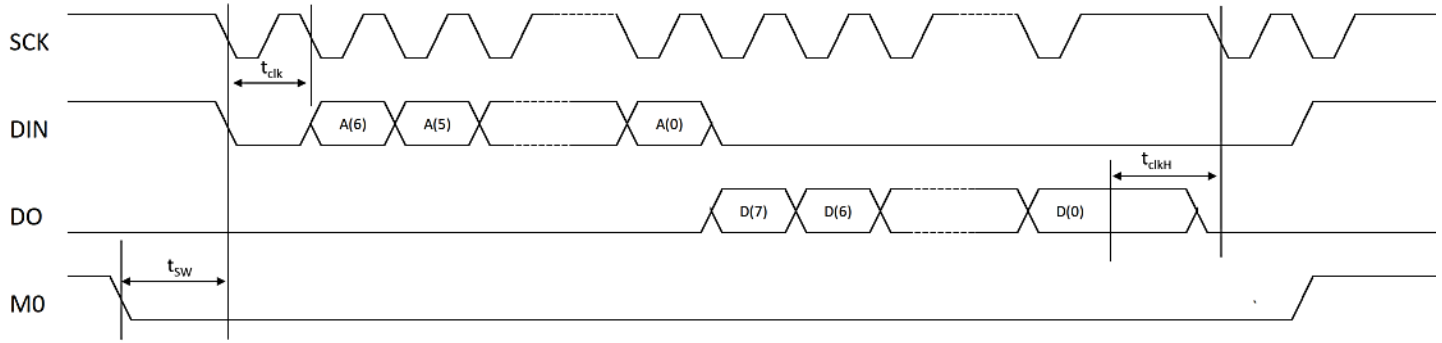 SCK
t_clk
DIN
A(6) A(5) A(0)
t_clkH
DO
D(7) D(6) D(0)
t_SW
M0